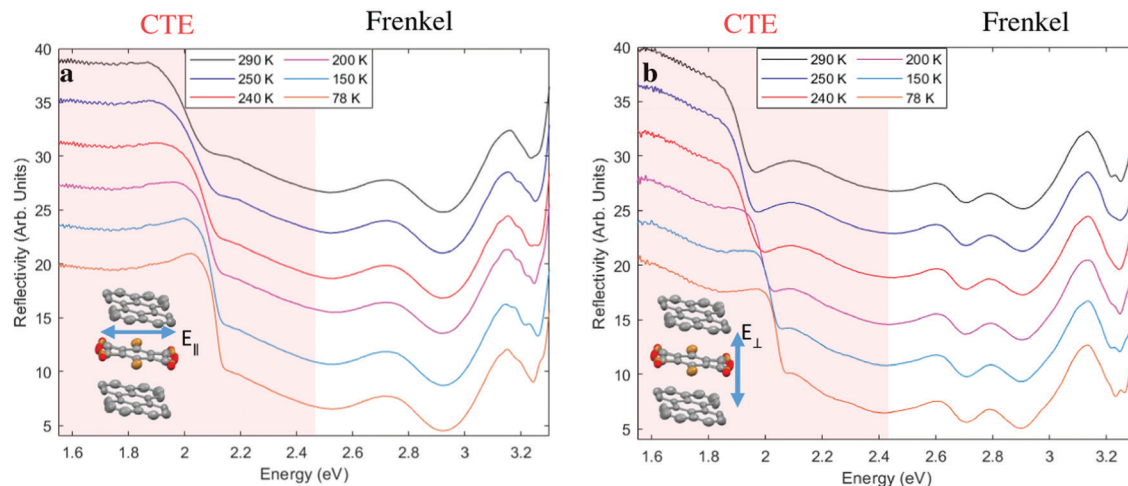 CTE Frenkel
a
290 K 200 K
250 K 150 K
240 K 78 K
Reflectivity (Arb. Units)
40
35
30
25
20
15
10
5
E∥
1.6 1.8 2 2.2 2.4 2.6 2.8 3 3.2
Energy (eV)
CTE Frenkel
b
290 K 200 K
250 K 150 K
240 K 78 K
Reflectivity (Arb. Units)
40
35
30
25
20
15
10
5
E⊥
1.6 1.8 2 2.2 2.4 2.6 2.8 3 3.2
Energy (eV)